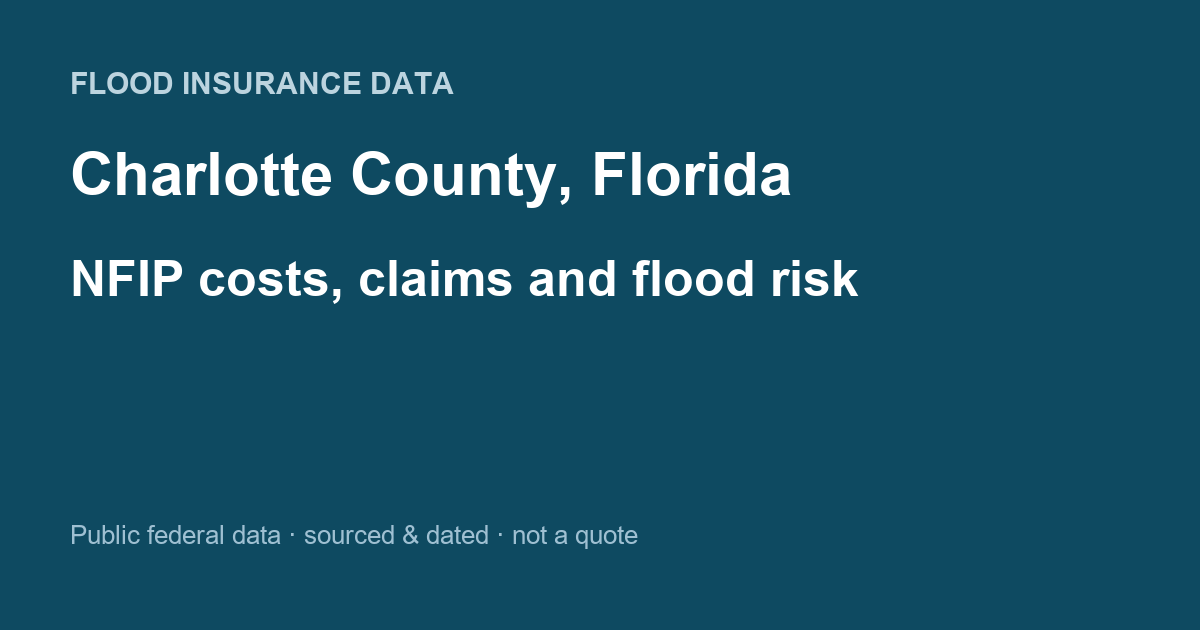 FLOOD INSURANCE DATA
Charlotte County, Florida
NFIP costs, claims and flood risk
Public federal data · sourced & dated · not a quote